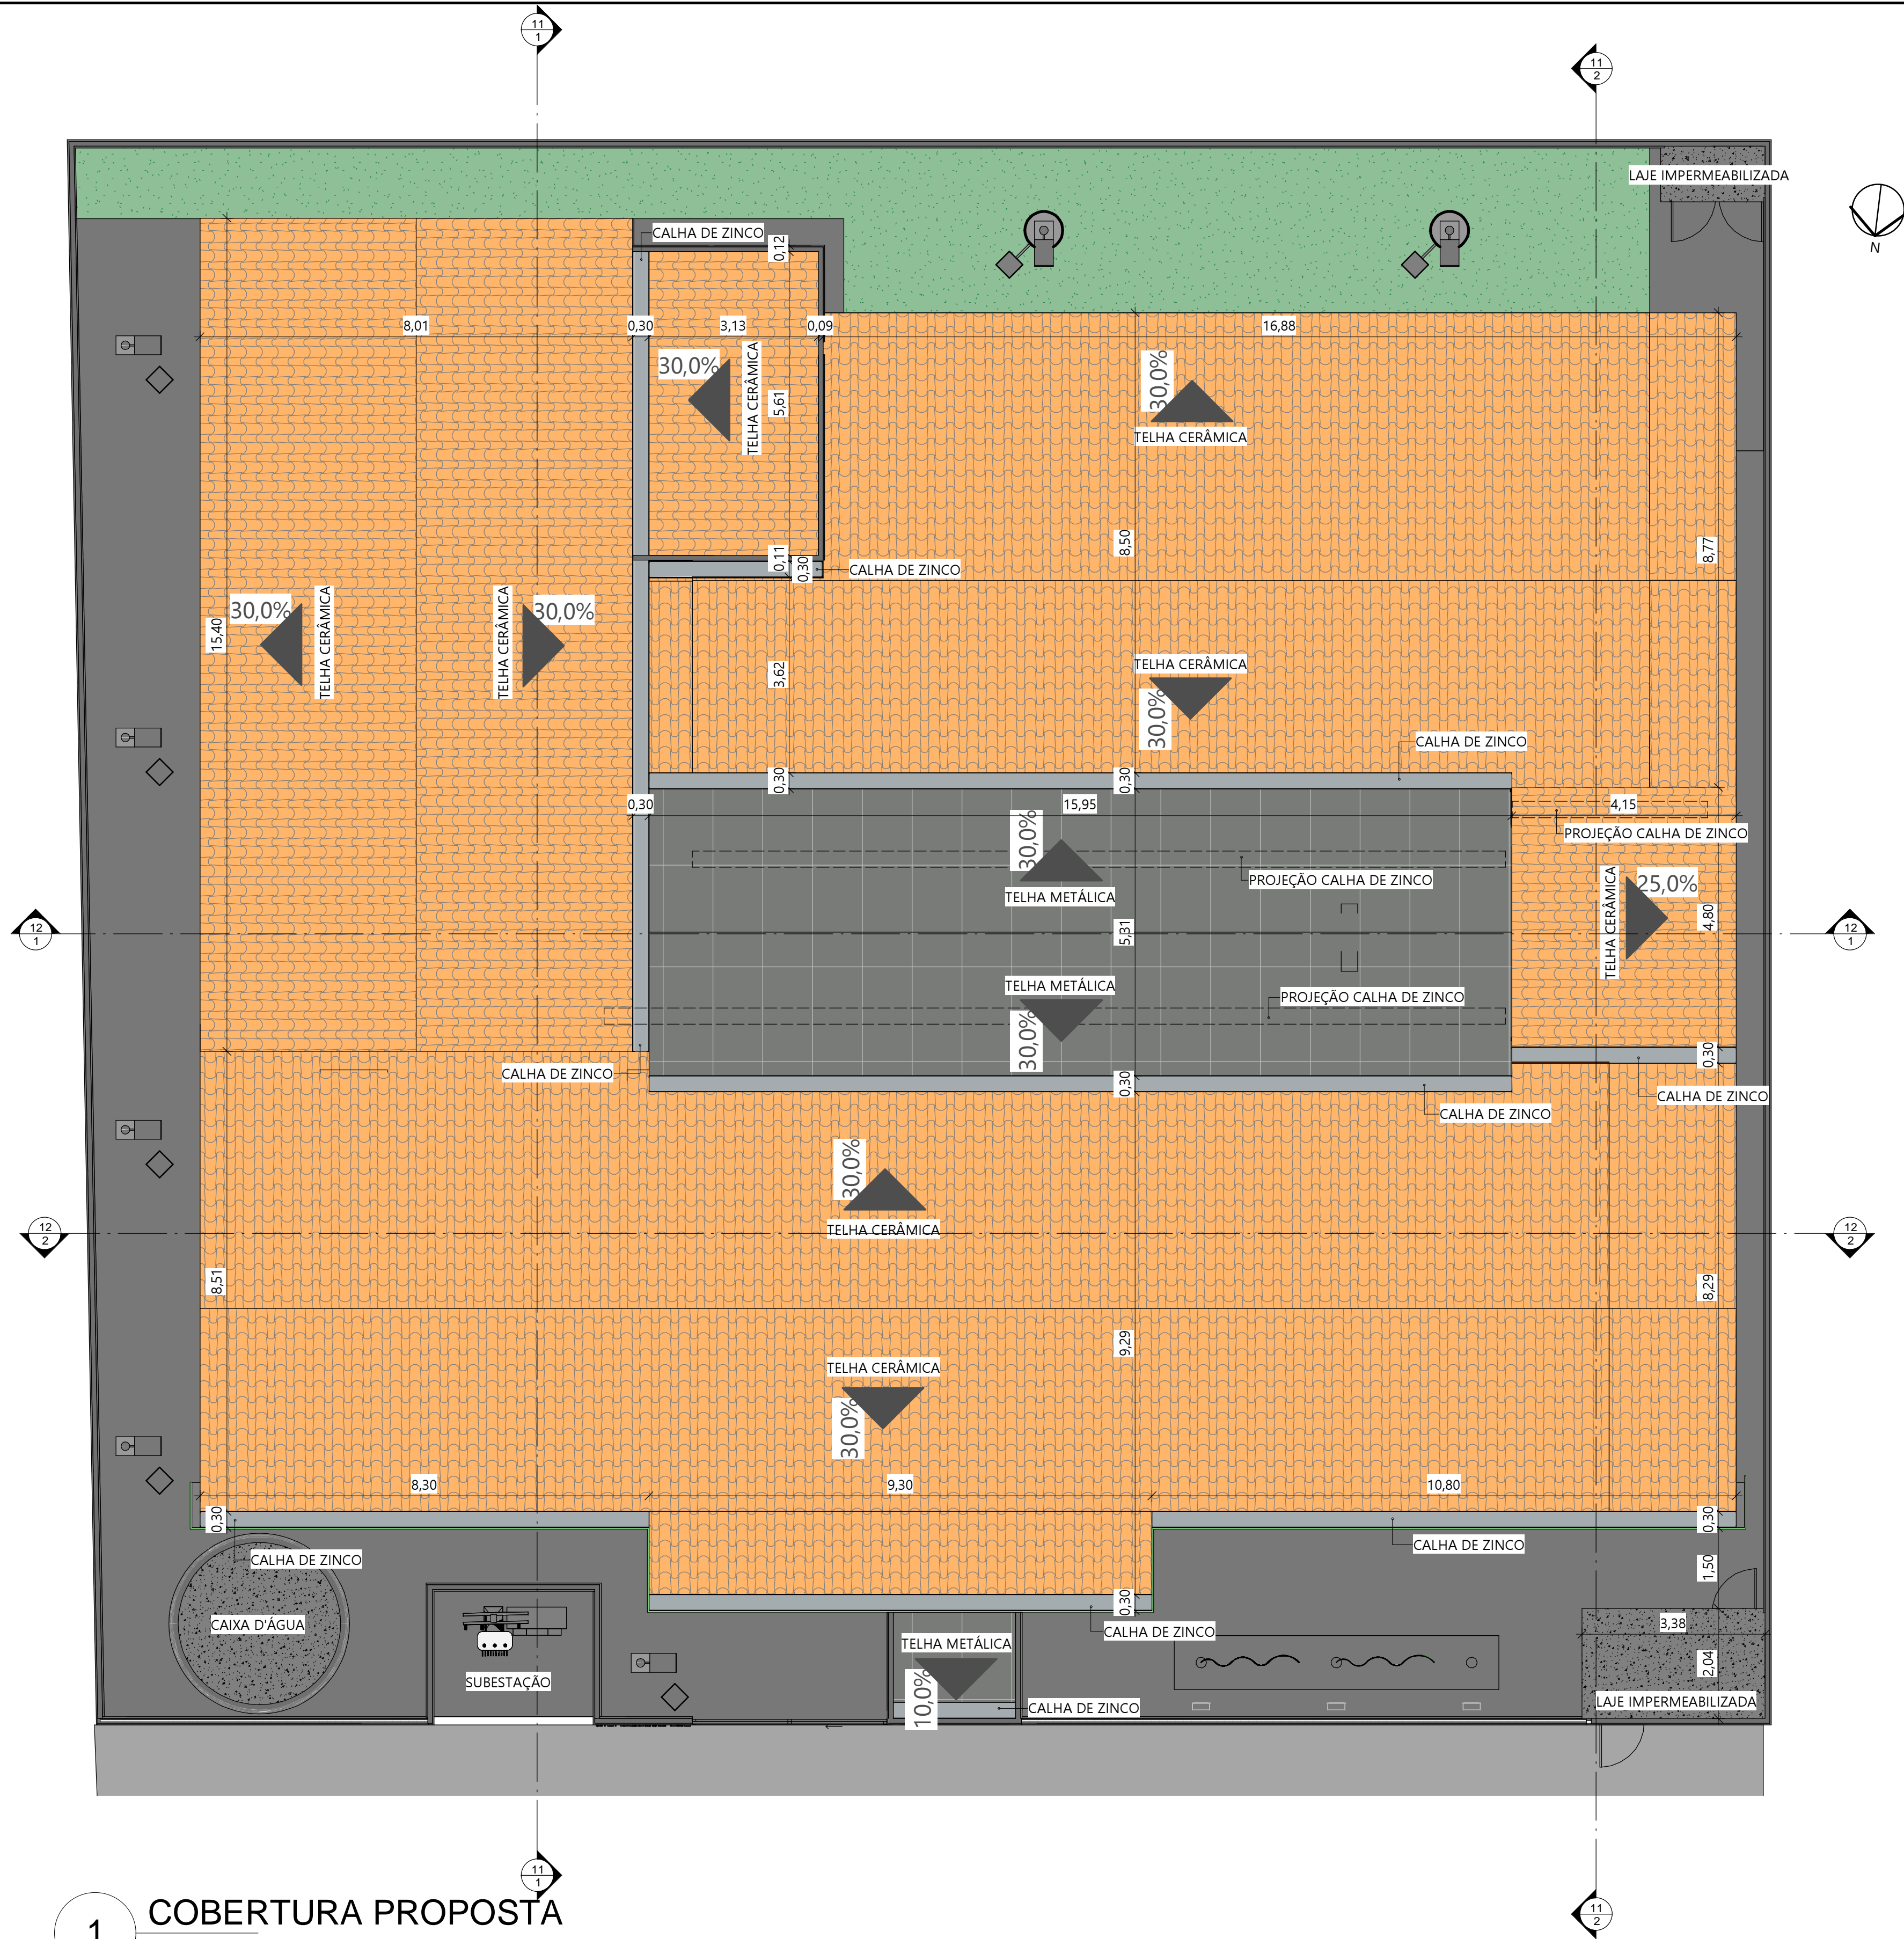 11
1
11
2
LAJE IMPERMEABILIZADA
N
CALHA DE ZINCO
0,12
8,01
0,30
3,13
0,09
16,88
30,0%
TELHA CERÂMICA
5,61
30,0%
TELHA CERÂMICA
8,50
8,77
0,11
0,30
CALHA DE ZINCO
30,0%
TELHA CERÂMICA
15,40
TELHA CERÂMICA
30,0%
3,62
TELHA CERÂMICA
30,0%
CALHA DE ZINCO
0,30
0,30
0,30
15,95
4,15
PROJEÇÃO CALHA DE ZINCO
30,0%
TELHA METÁLICA
PROJEÇÃO CALHA DE ZINCO
TELHA CERÂMICA
25,0%
4,80
12
1
5,31
12
1
TELHA METÁLICA
30,0%
PROJEÇÃO CALHA DE ZINCO
CALHA DE ZINCO
0,30
0,30
CALHA DE ZINCO
CALHA DE ZINCO
30,0%
TELHA CERÂMICA
12
2
12
2
8,51
8,29
9,29
TELHA CERÂMICA
30,0%
8,30
9,30
10,80
0,30
0,30
CALHA DE ZINCO
CALHA DE ZINCO
1,50
0,30
CAIXA D'ÁGUA
CALHA DE ZINCO
3,38
TELHA METÁLICA
2,04
SUBESTAÇÃO
10,0%
CALHA DE ZINCO
LAJE IMPERMEABILIZADA
11
1
11
2
1
COBERTURA PROPOSTA